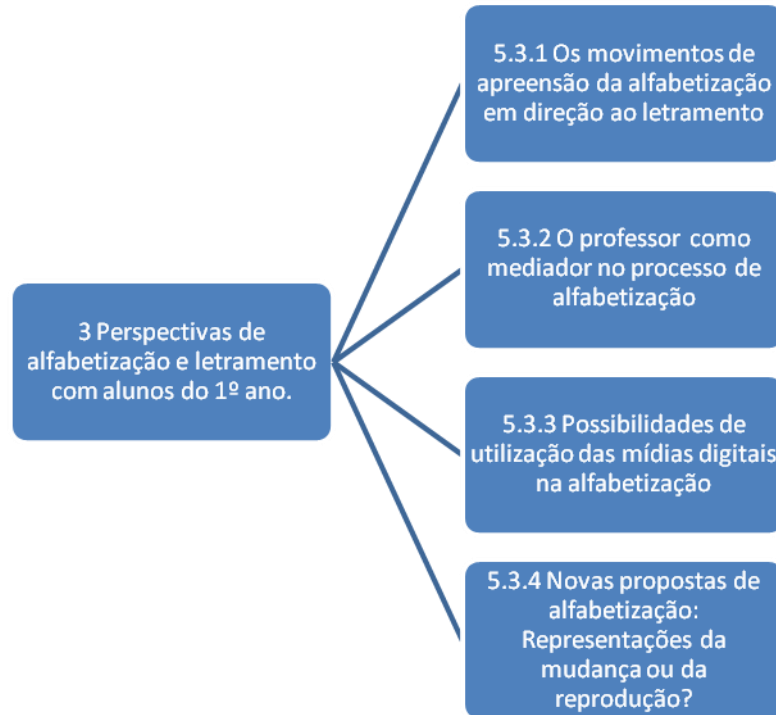 5.3.1 Os movimentos de
apreensão da alfabetização
em direção ao letramento
5.3.2 O professor como
mediador no processo de
alfabetização
3 Perspectivas de
alfabetização e letramento
com alunos do 1º ano.
5.3.3 Possibilidades de
utilização das mídias digitais
na alfabetização
5.3.4 Novas propostas de
alfabetização:
Representações da
mudança ou da
reprodução?